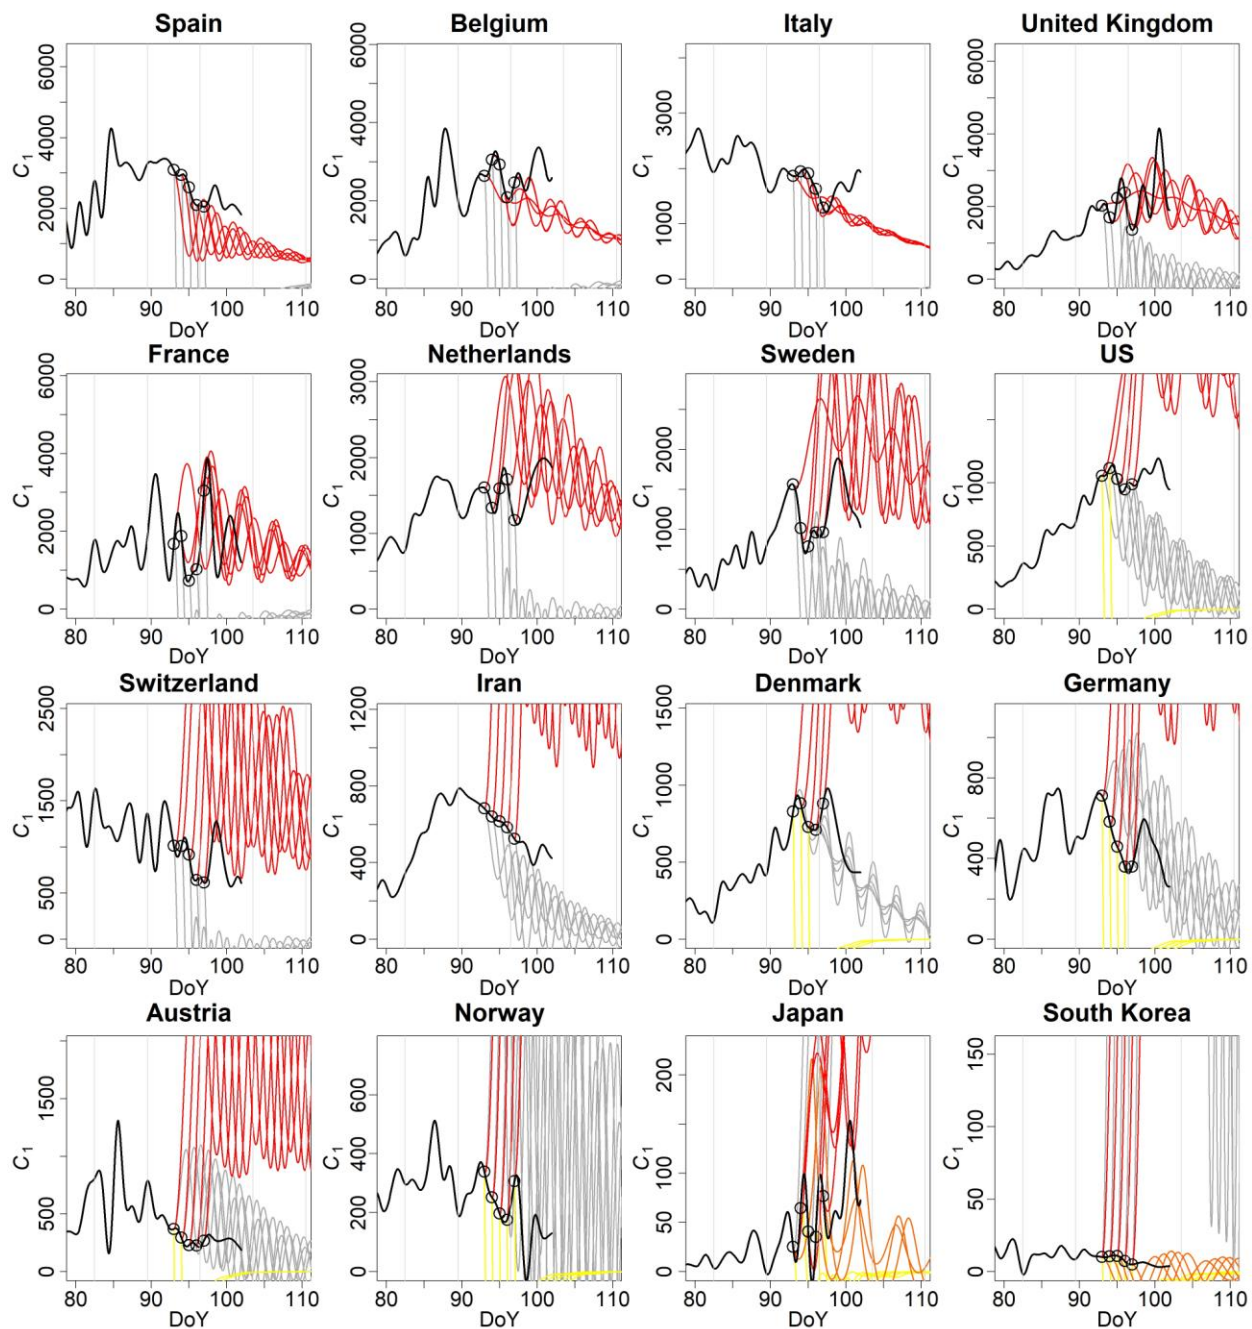 Spain Belgium Italy United Kingdom
C1 0 2000 4000 6000
C1 0 2000 4000 6000
C1 0 1000 3000
C1 0 2000 4000 6000
80 90 100 110 80 90 100 110 80 90 100 110 80 90 100 110
DoY DoY DoY DoY
France Netherlands Sweden US
C1 0 2000 4000 6000
C1 0 1000 2000 3000
C1 0 1000 2000
C1 0 500 1000
80 90 100 110 80 90 100 110 80 90 100 110 80 90 100 110
DoY DoY DoY DoY
Switzerland Iran Denmark Germany
C1 0 500 1500 2500
C1 0 400 800 1200
C1 0 500 1000 1500
C1 0 400 800
80 90 100 110 80 90 100 110 80 90 100 110 80 90 100 110
DoY DoY DoY DoY
Austria Norway Japan South Korea
C1 0 500 1500
C1 0 200 400 600
C1 0 50 100 200
C1 0 50 100 150
80 90 100 110 80 90 100 110 80 90 100 110 80 90 100 110
DoY DoY DoY DoY